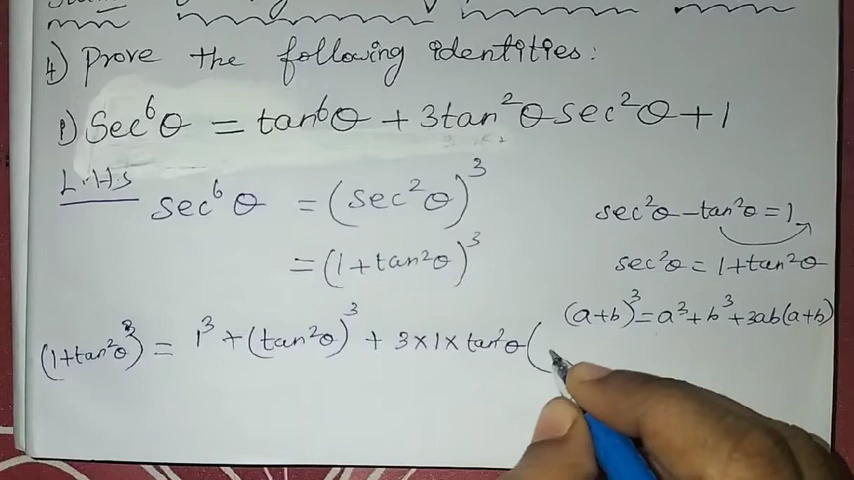 4) Prove the following identities:
i) Sec⁶θ = tan⁶θ + 3tan²θ sec²θ + 1
L.H.S
sec⁶θ = (sec²θ)³
= (1+tan²θ)³
sec²θ - tan²θ = 1
sec²θ = 1+tan²θ
(a+b)³ = a³+b³+3ab(a+b)
(1+tan²θ)³ = 1³ + (tan²θ)³ + 3×1×tan²θ(